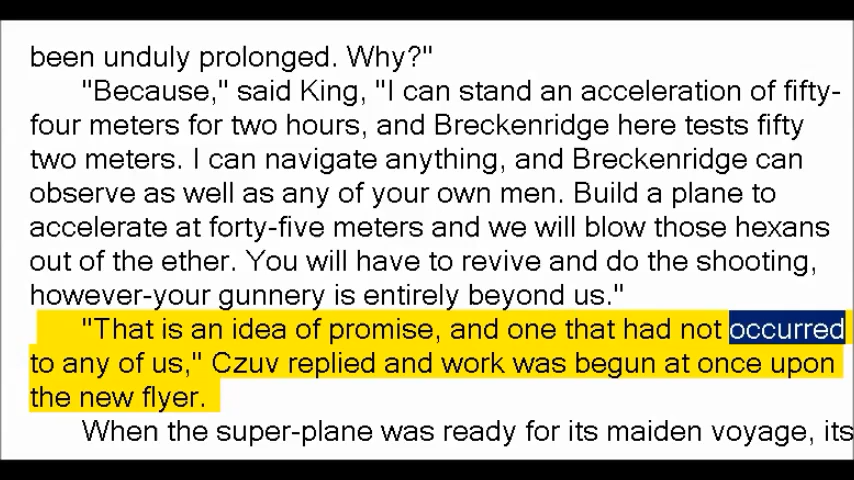 been unduly prolonged. Why?"
"Because," said King, "I can stand an acceleration of fifty-
four meters for two hours, and Breckenridge here tests fifty
two meters. I can navigate anything, and Breckenridge can
observe as well as any of your own men. Build a plane to
accelerate at forty-five meters and we will blow those hexans
out of the ether. You will have to revive and do the shooting,
however-your gunnery is entirely beyond us."
"That is an idea of promise, and one that had not occurred
to any of us," Czuv replied and work was begun at once upon
the new flyer.
When the super-plane was ready for its maiden voyage, its